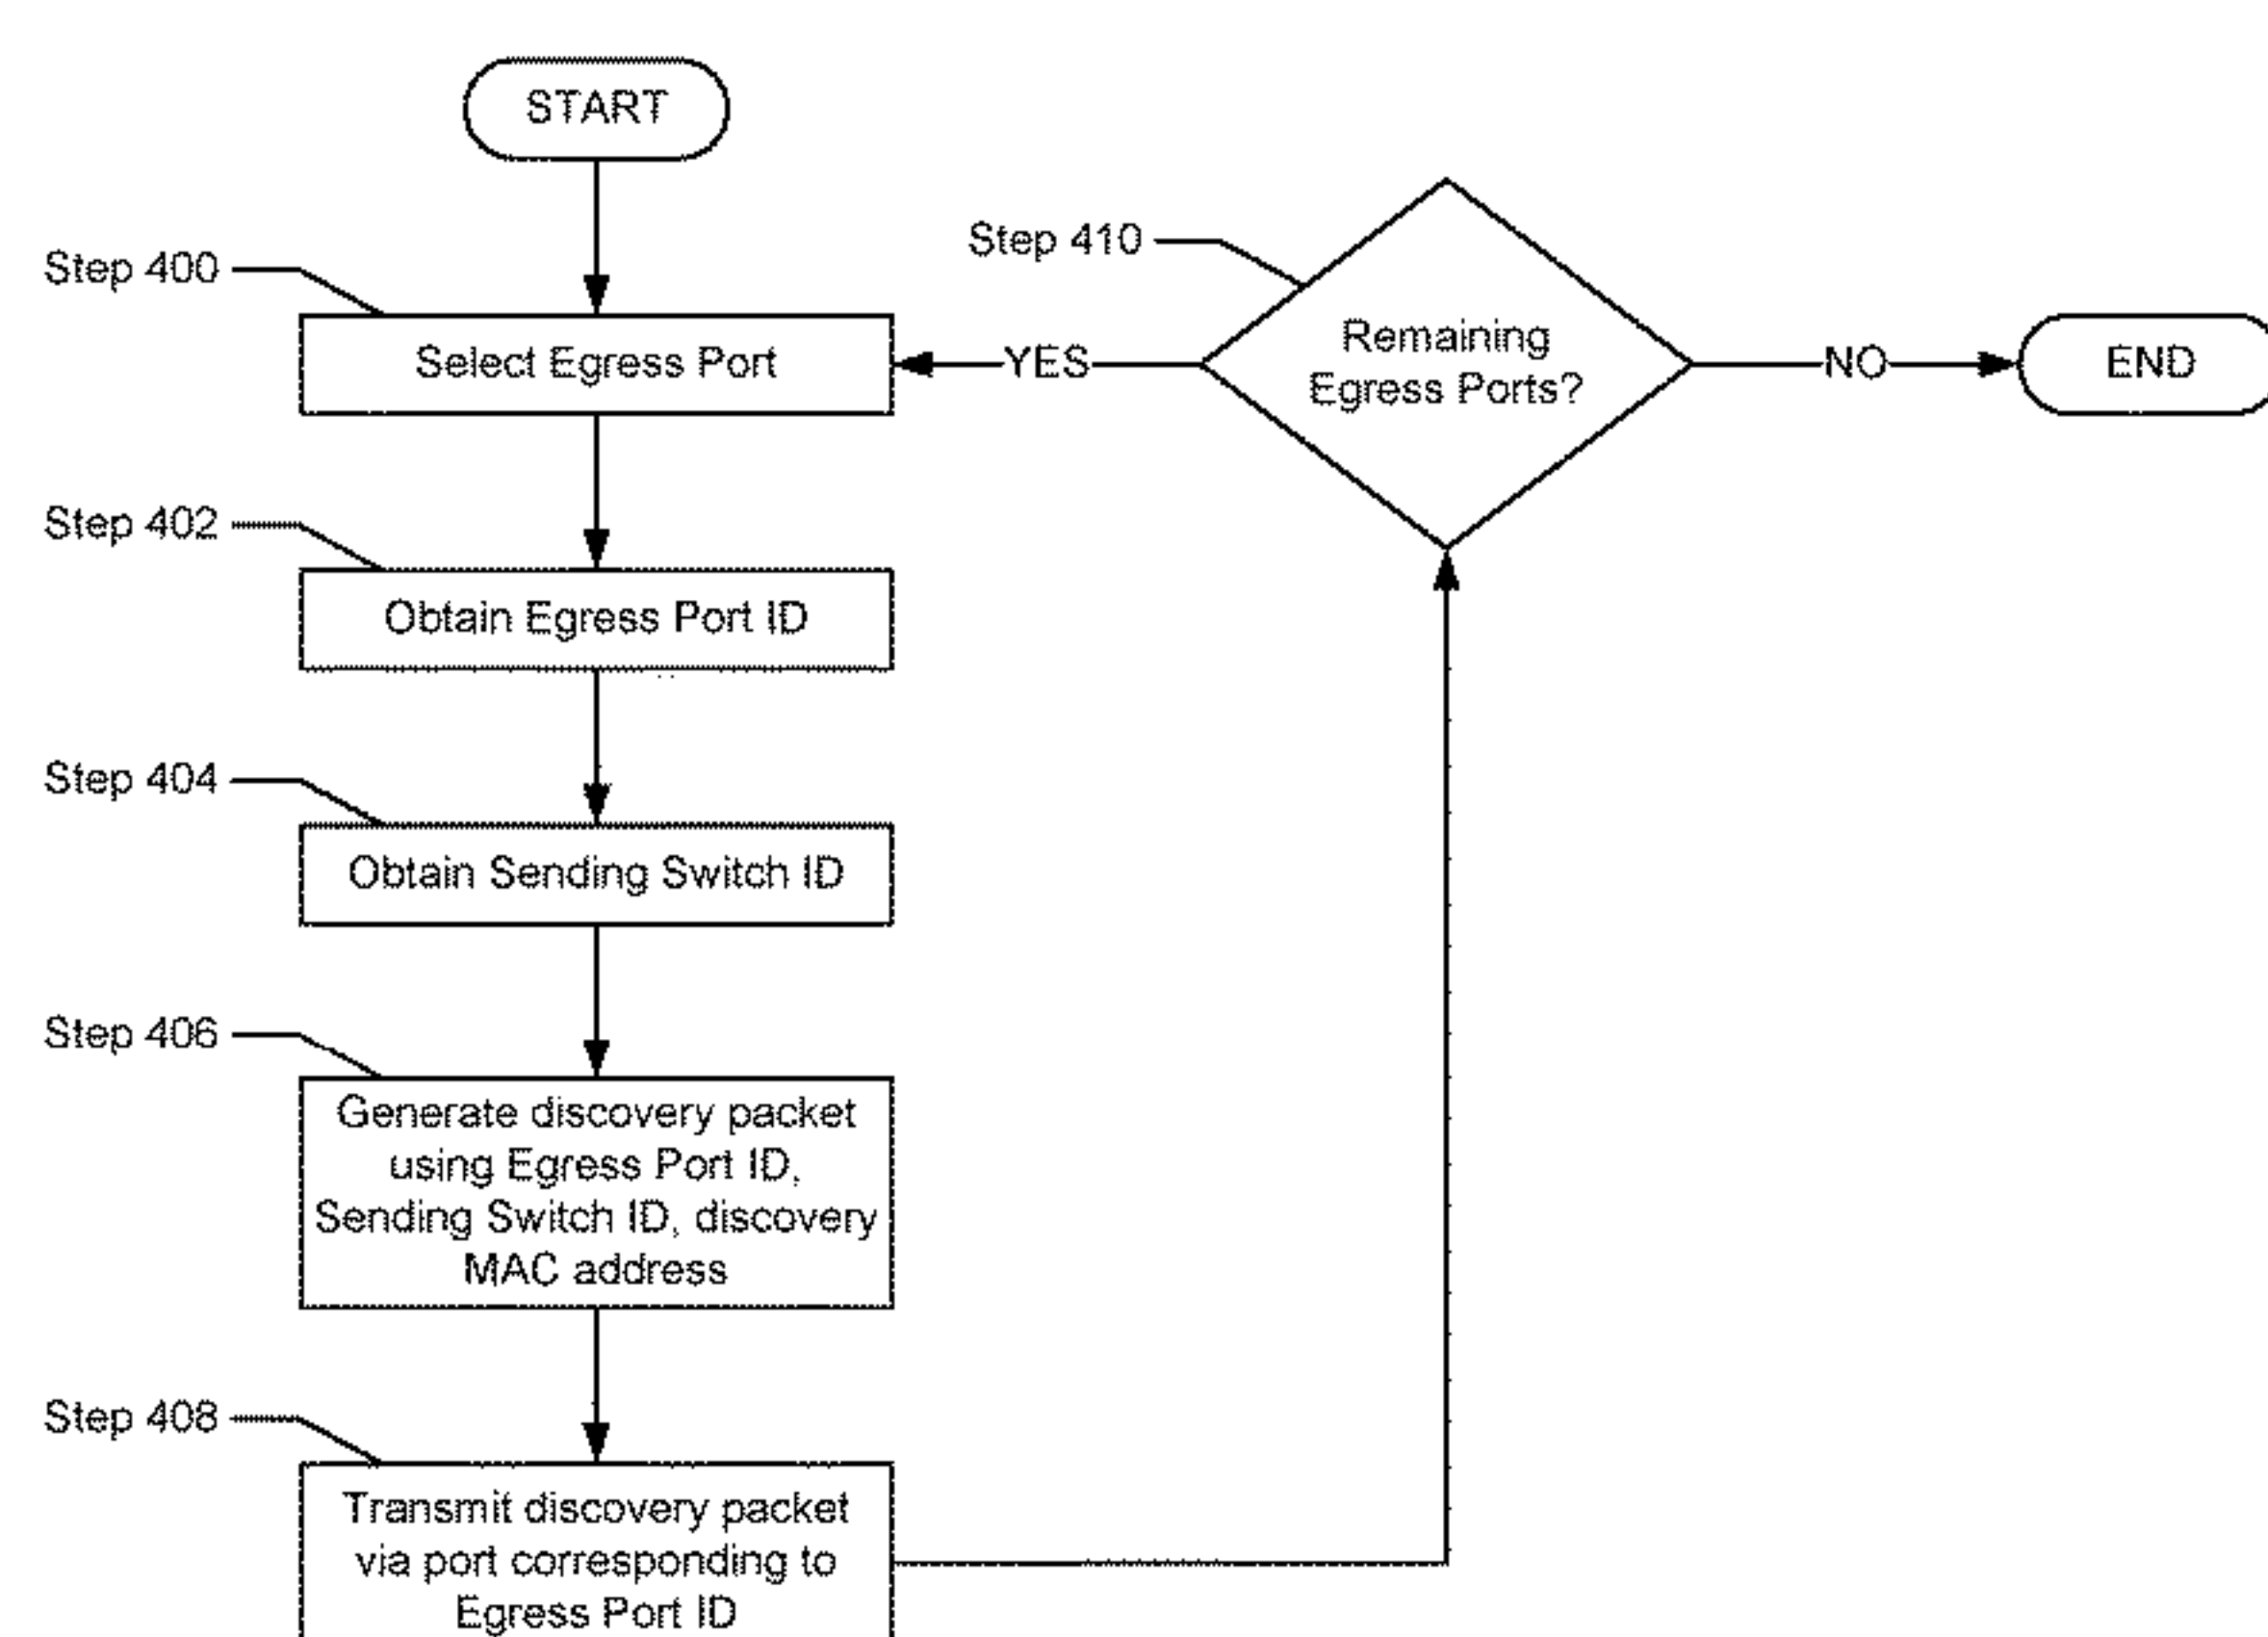 START
Step 400
Select Egress Port
Step 402
Obtain Egress Port ID
Step 404
Obtain Sending Switch ID
Step 406
Generate discovery packet
using Egress Port ID,
Sending Switch ID, discovery
MAC address
Step 408
Transmit discovery packet
via port corresponding to
Egress Port ID
Step 410
Remaining
Egress Ports?
YES
NO
END